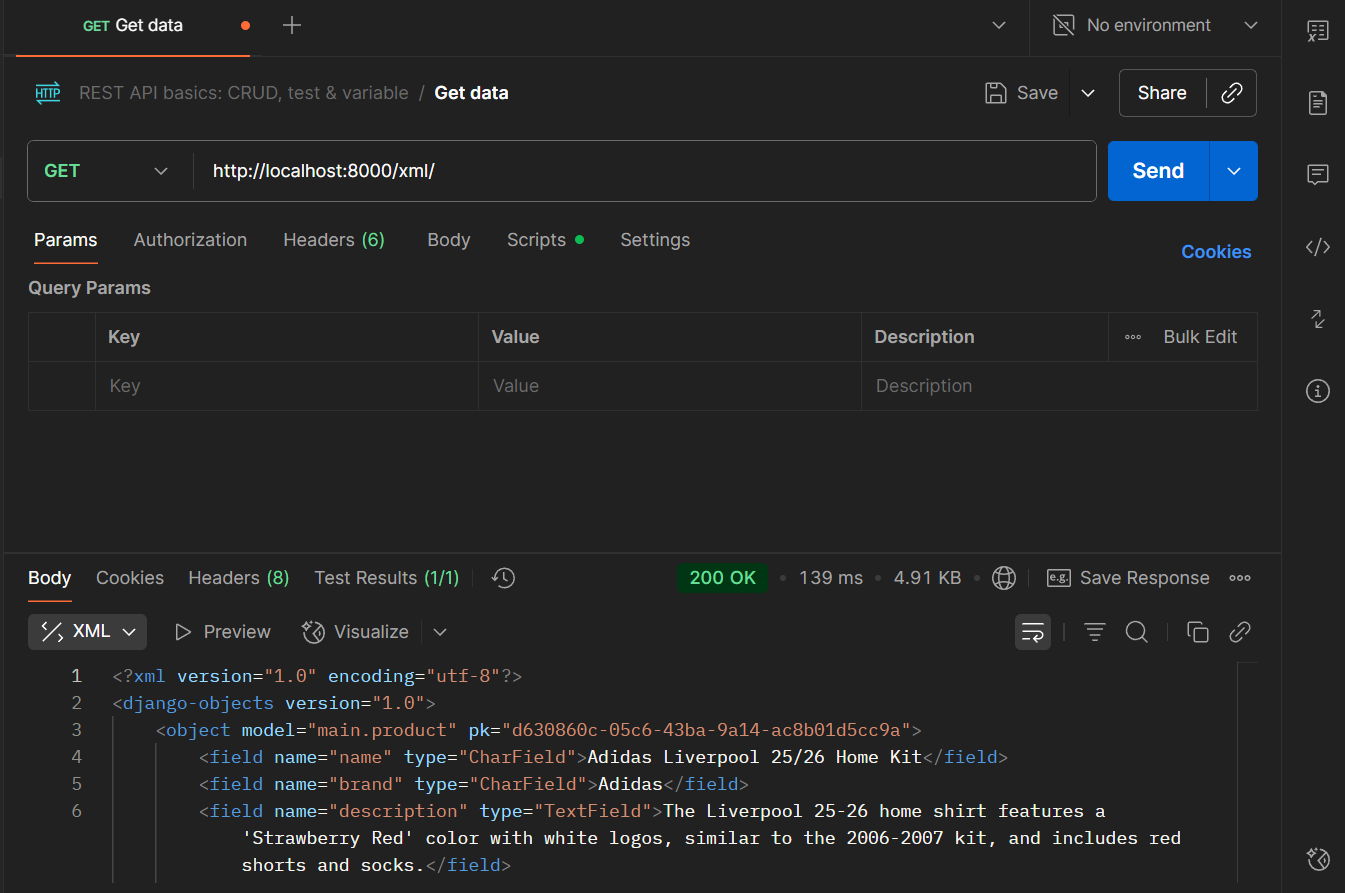 GET Get data
No environment
HTTP REST API basics: CRUD, test & variable / Get data
Save
Share
GET
http://localhost:8000/xml/
Send
Params Authorization Headers (6) Body Scripts Settings
Cookies
Query Params
Key Value Description Bulk Edit
Key Value Description
Body Cookies Headers (8) Test Results (1/1) 200 OK 139 ms 4.91 KB e.g. Save Response
XML Preview Visualize
1 <?xml version="1.0" encoding="utf-8"?>
2 <django-objects version="1.0">
3 <object model="main.product" pk="d630860c-05c6-43ba-9a14-ac8b01d5cc9a">
4 <field name="name" type="CharField">Adidas Liverpool 25/26 Home Kit</field>
5 <field name="brand" type="CharField">Adidas</field>
6 <field name="description" type="TextField">The Liverpool 25-26 home shirt features a
'Strawberry Red' color with white logos, similar to the 2006-2007 kit, and includes red
shorts and socks.</field>